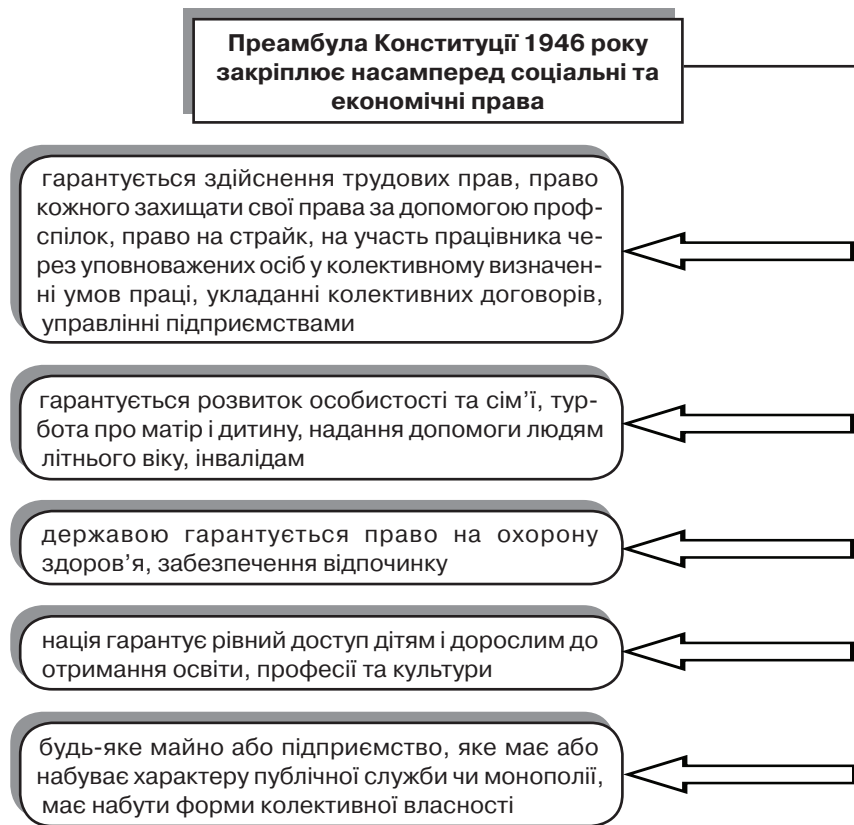 Преамбула Конституції 1946 року
закріплює насамперед соціальні та
економічні права
гарантується здійснення трудових прав, право
кожного захищати свої права за допомогою проф-
спілок, право на страйк, на участь працівника че-
рез уповноважених осіб у колективному визначен-
ні умов праці, укладанні колективних договорів,
управлінні підприємствами
гарантується розвиток особистості та сім’ї, тур-
бота про матір і дитину, надання допомоги людям
літнього віку, інвалідам
державою гарантується право на охорону
здоров’я, забезпечення відпочинку
нація гарантує рівний доступ дітям і дорослим до
отримання освіти, професії та культури
будь-яке майно або підприємство, яке має або
набуває характеру публічної служби чи монополії,
має набути форми колективної власності